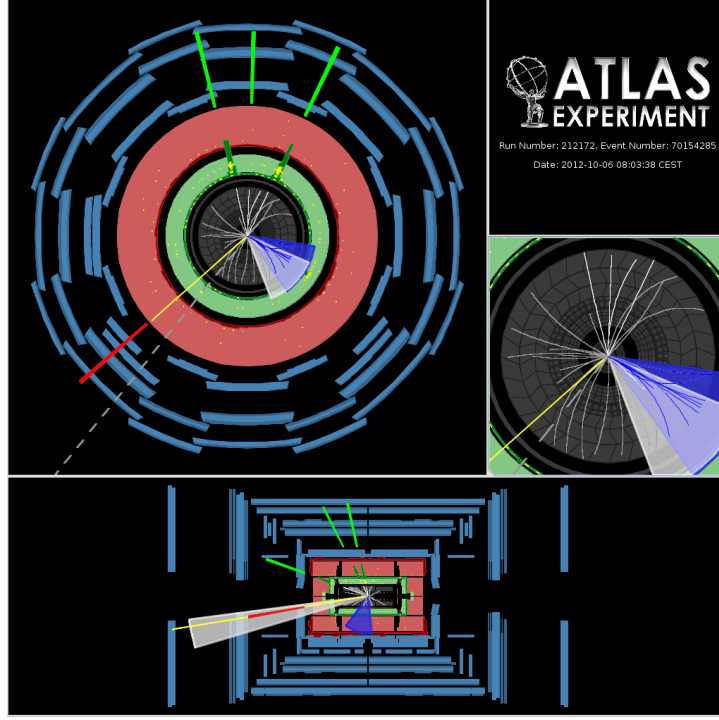 ATLAS
EXPERIMENT
Run Number: 212172, Event Number: 70154285
Date: 2012-10-06 08:03:38 CEST